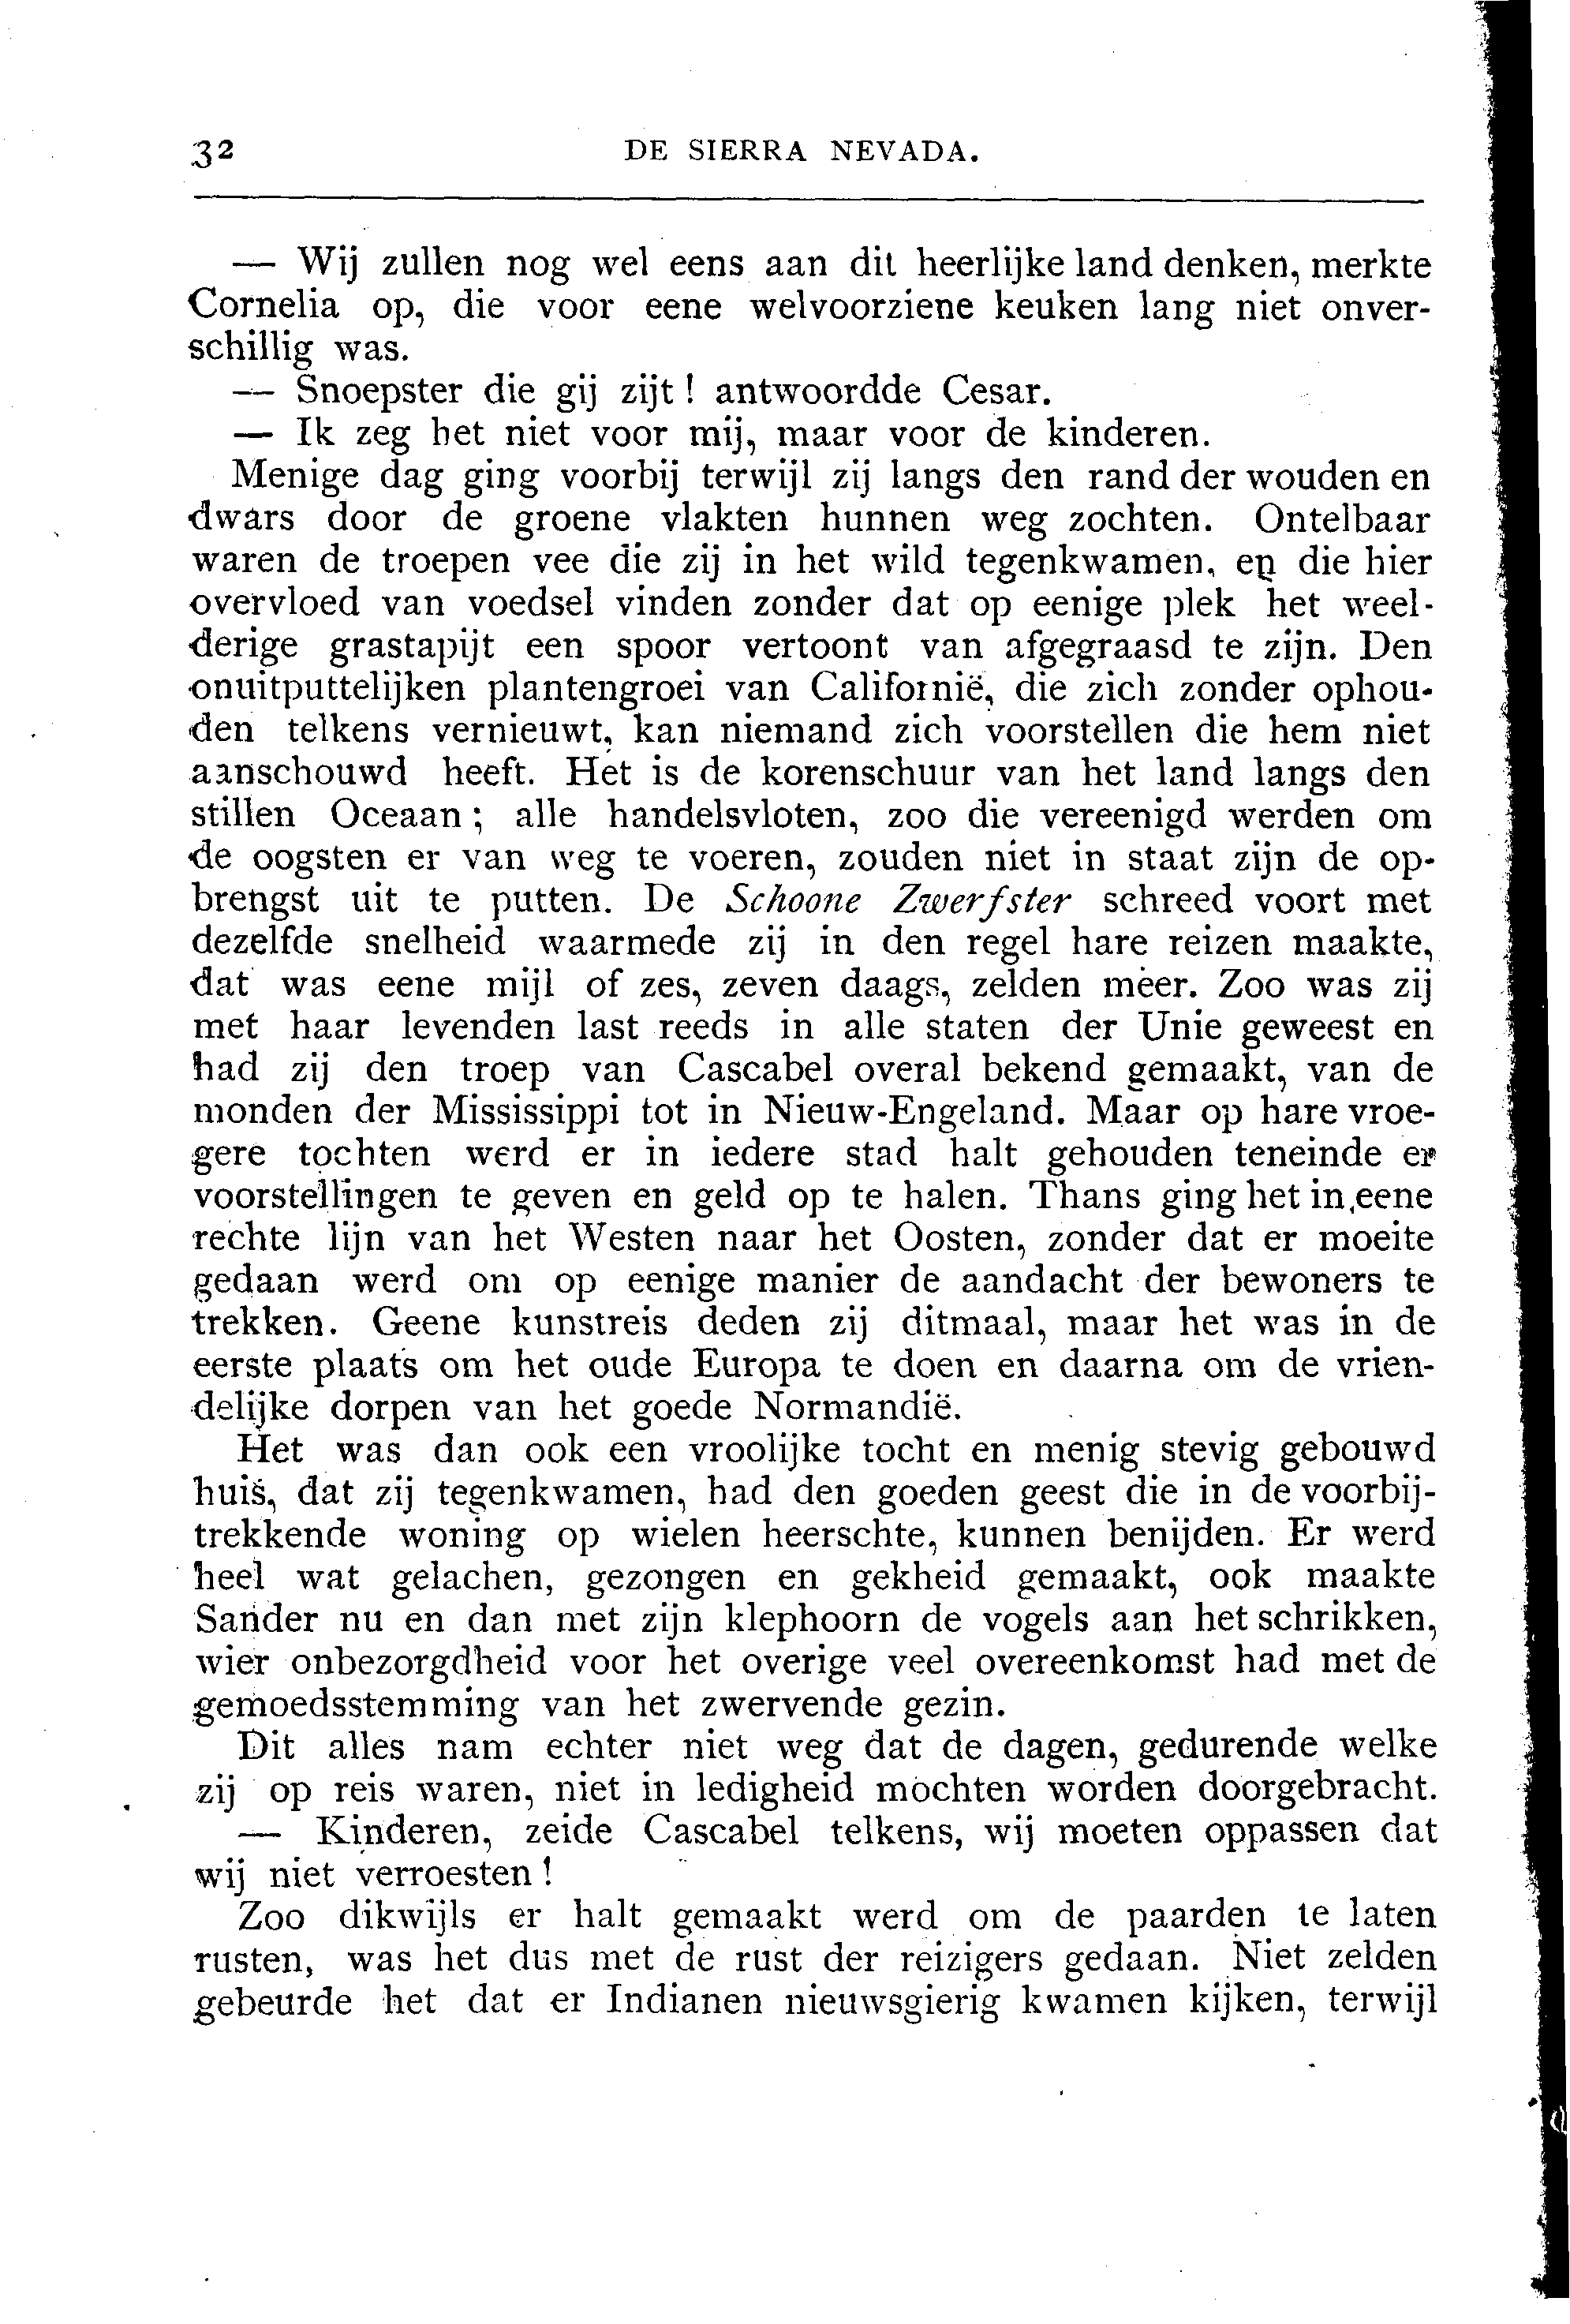 32 DE SIERRA NEVADA.
— Wij zullen nog wel eens aan dit heerlijke land denken, merkte
Cornelia op, die voor eene welvoorziene keuken lang niet onver-
schillig was.
— Snoepster die gij zijt! antwoordde Cesar.
— Ik zeg het niet voor mij, maar voor de kinderen.
Menige dag ging voorbij terwijl zij langs den rand der wouden en
dwars door de groene vlakten hunnen weg zochten. Ontelbaar
waren de troepen vee die zij in het wild tegenkwamen, en die hier
overvloed van voedsel vinden zonder dat op eenige plek het weel-
derige grastapijt een spoor vertoont van afgegraasd te zijn. Den
onuitputtelijken plantengroei van Californië, die zich zonder ophou-
den telkens vernieuwt, kan niemand zich voorstellen die hem niet
aanschouwd heeft. Het is de korenschuur van het land langs den
stillen Oceaan; alle handelsvloten, zoo die vereenigd werden om
de oogsten er van weg te voeren, zouden niet in staat zijn de op-
brengst uit te putten. De Schoone Zwerfster schreed voort met
dezelfde snelheid waarmede zij in den regel hare reizen maakte,
dat was eene mijl of zes, zeven daags, zelden meer. Zoo was zij
met haar levenden last reeds in alle staten der Unie geweest en
had zij den troep van Cascabel overal bekend gemaakt, van de
monden der Mississippi tot in Nieuw-Engeland. Maar op hare vroe-
gere tochten werd er in iedere stad halt gehouden teneinde er
voorstellingen te geven en geld op te halen. Thans ging het in eene
rechte lijn van het Westen naar het Oosten, zonder dat er moeite
gedaan werd om op eenige manier de aandacht der bewoners te
trekken. Geene kunstreis deden zij ditmaal, maar het was in de
eerste plaats om het oude Europa te doen en daarna om de vrien-
delijke dorpen van het goede Normandië.
Het was dan ook een vroolijke tocht en menig stevig gebouwd
huis, dat zij tegenkwamen, had den goeden geest die in de voorbij-
trekkende woning op wielen heerschte, kunnen benijden. Er werd
heel wat gelachen, gezongen en gekheid gemaakt, ook maakte
Sander nu en dan met zijn klephoorn de vogels aan het schrikken,
wier onbezorgdheid voor het overige veel overeenkomst had met de
gemoedsstemming van het zwervende gezin.
Dit alles nam echter niet weg dat de dagen, gedurende welke
zij op reis waren, niet in ledigheid mochten worden doorgebracht.
— Kinderen, zeide Cascabel telkens, wij moeten oppassen dat
wij niet verroesten!
Zoo dikwijls er halt gemaakt werd om de paarden te laten
rusten, was het dus met de rust der reizigers gedaan. Niet zelden
gebeurde het dat er Indianen nieuwsgierig kwamen kijken, terwijl